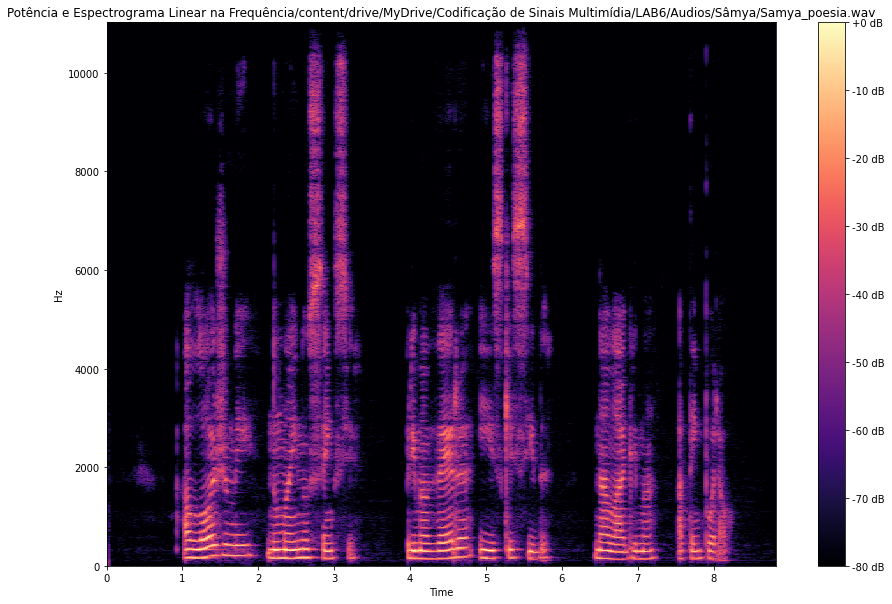 Potência e Espectrograma Linear na Frequência/content/drive/MyDrive/Codificação de Sinais Multimídia/LAB6/Audios/Sâmya/Samya_poesia.wav
+0 dB
10000
-10 dB
8000
-20 dB
-30 dB
6000
Hz
-40 dB
4000
-50 dB
-60 dB
2000
-70 dB
0
-80 dB
0 1 2 3 4 5 6 7 8
Time